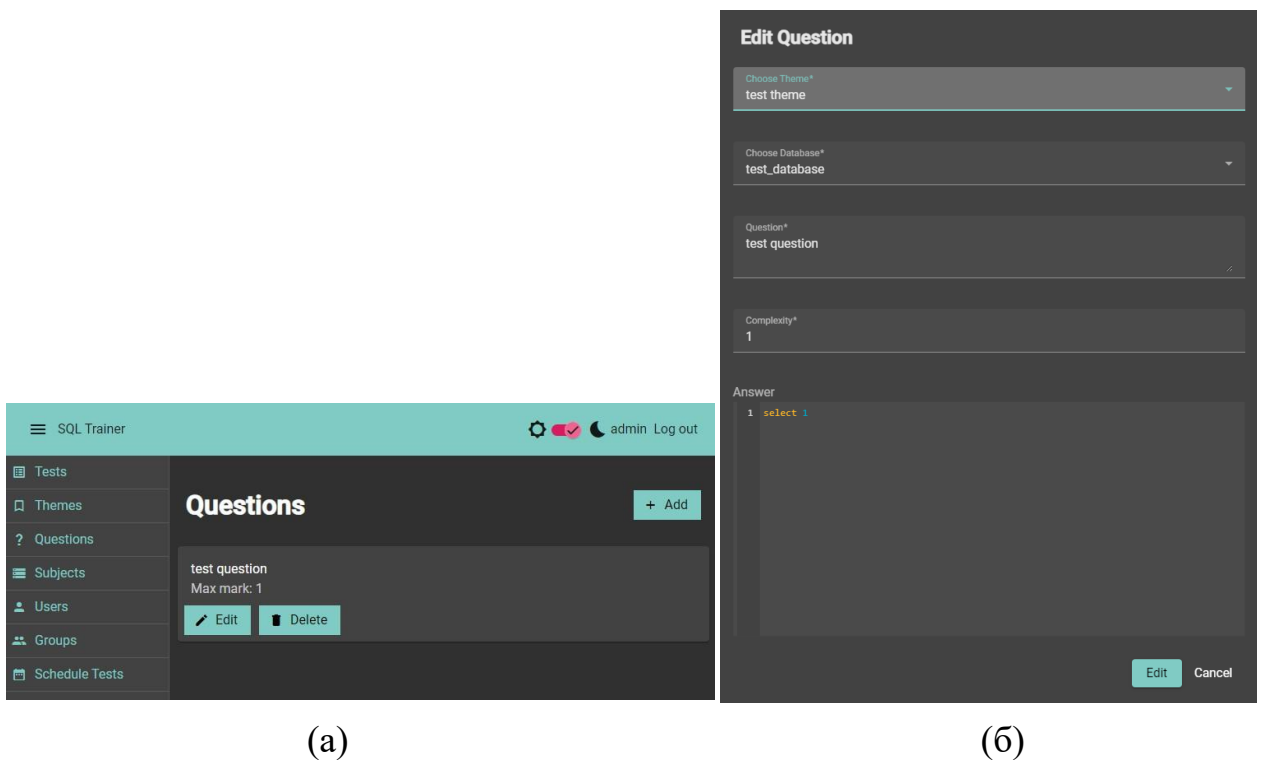 SQL Trainer
admin Log out
Tests
Themes
? Questions
Subjects
Users
Groups
Schedule Tests
Questions
+ Add
test question
Max mark: 1
Edit
Delete
(а)
Edit Question
Choose Theme*
test theme
Choose Database*
test_database
Question*
test question
Complexity*
1
Answer
1 select 1
Edit Cancel
(б)